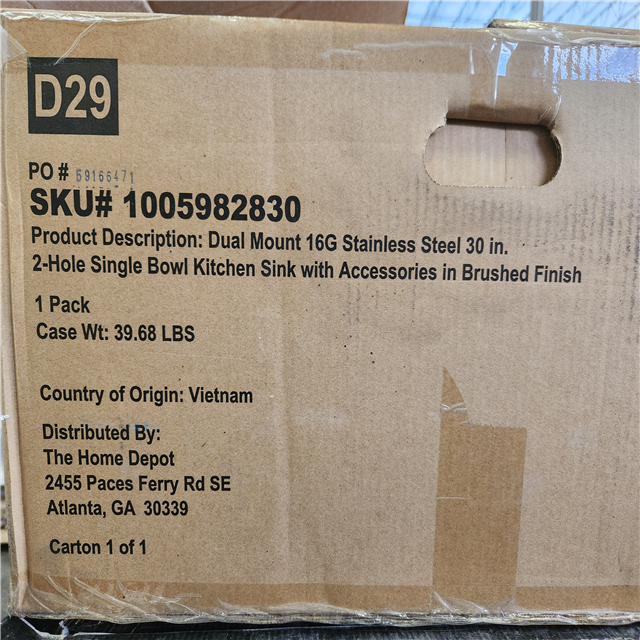 D29
PO # 59166471
SKU# 1005982830
Product Description: Dual Mount 16G Stainless Steel 30 in.
2-Hole Single Bowl Kitchen Sink with Accessories in Brushed Finish
1 Pack
Case Wt: 39.68 LBS
Country of Origin: Vietnam
Distributed By:
The Home Depot
2455 Paces Ferry Rd SE
Atlanta, GA 30339
Carton 1 of 1